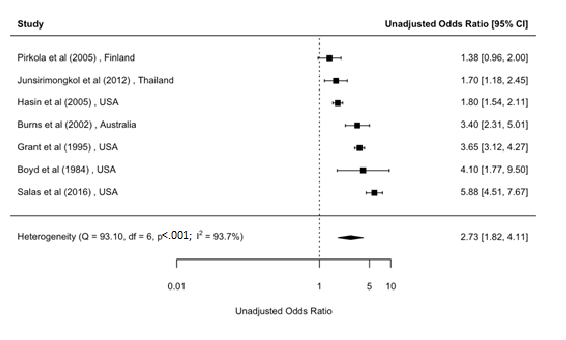 Study Unadjusted Odds Ratio [95% CI]
Pirkola et al (2005) , Finland 1.38 [0.96, 2.00]
Junsirimongkol et al (2012) , Thailand 1.70 [1.18, 2.45]
Hasin et al (2005) , USA 1.80 [1.54, 2.11]
Burns et al (2002) , Australia 3.40 [2.31, 5.01]
Grant et al (1995) , USA 3.65 [3.12, 4.27]
Boyd et al (1984) , USA 4.10 [1.77, 9.50]
Salas et al (2016) , USA 5.88 [4.51, 7.67]
Heterogeneity (Q = 93.10, df = 6, p<.001; I² = 93.7%) 2.73 [1.82, 4.11]
0.01 1 5 10
Unadjusted Odds Ratio